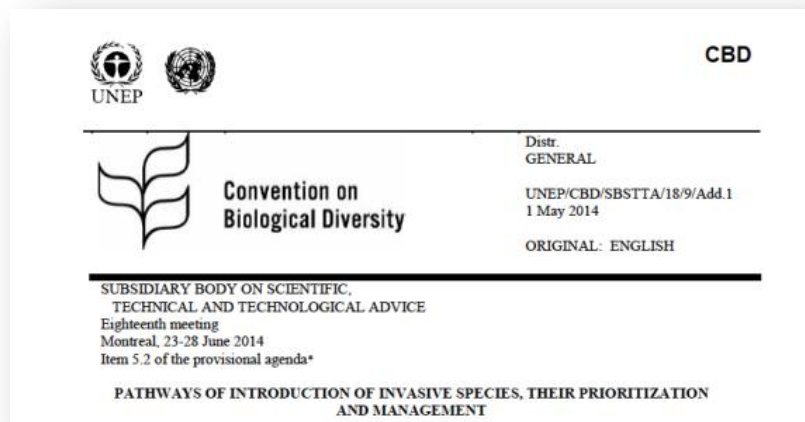 CBD
UNEP
Distr.
GENERAL
Convention on
Biological Diversity
UNEP/CBD/SBSTTA/18/9/Add.1
1 May 2014
ORIGINAL: ENGLISH
SUBSIDIARY BODY ON SCIENTIFIC,
TECHNICAL AND TECHNOLOGICAL ADVICE
Eighteenth meeting
Montreal, 23-28 June 2014
Item 5.2 of the provisional agenda*
PATHWAYS OF INTRODUCTION OF INVASIVE SPECIES, THEIR PRIORITIZATION
AND MANAGEMENT